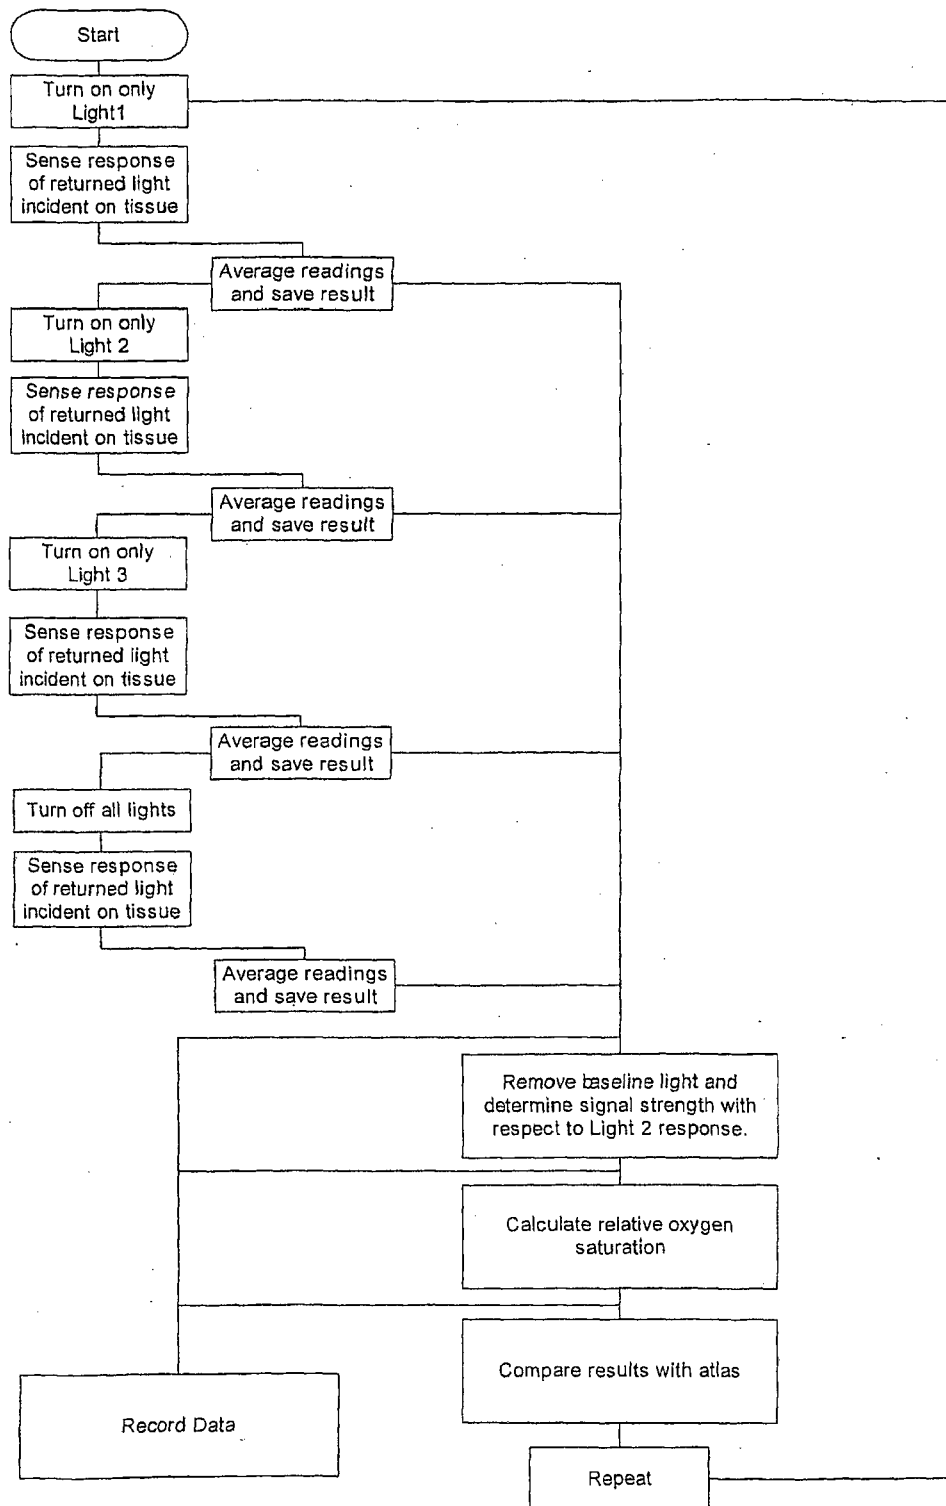 Start
Turn on only
Light1
Sense response
of returned light
incident on tissue
Average readings
and save result
Turn on only
Light 2
Sense response
of returned light
incident on tissue
Average readings
and save result
Turn on only
Light 3
Sense response
of returned light
incident on tissue
Average readings
and save result
Turn off all lights
Sense response
of returned light
incident on tissue
Average readings
and save result
Remove baseline light and
determine signal strength with
respect to Light 2 response.
Calculate relative oxygen
saturation
Compare results with atlas
Record Data
Repeat